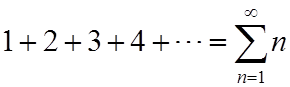 1 + 2 + 3 + 4 + ⋯ = ∑_{n=1}^{∞} n